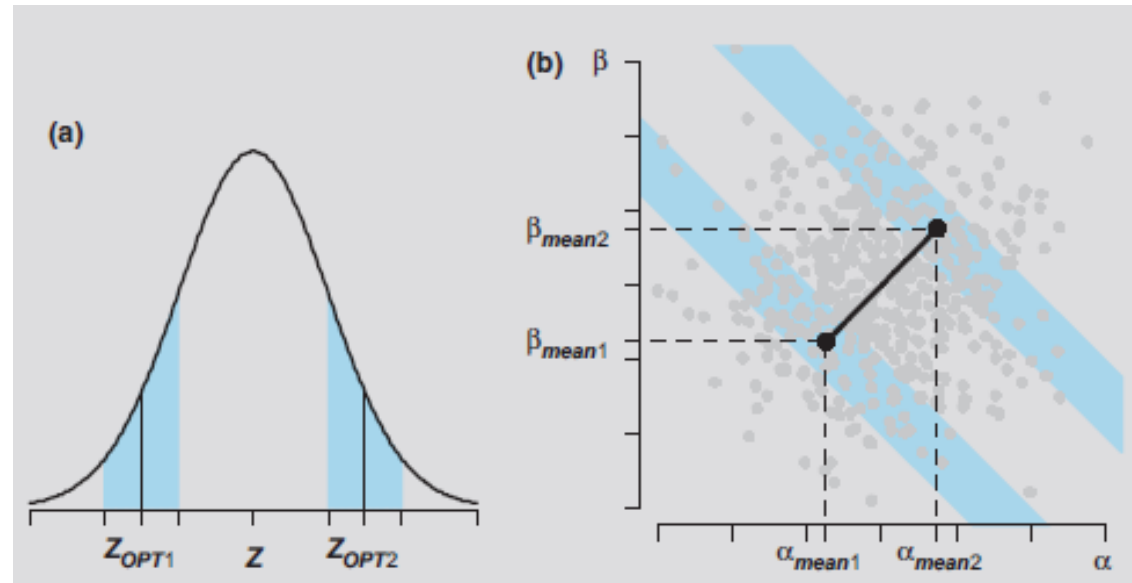 (a)
Z_OPT1
Z
Z_OPT2
(b)
β
β_mean2
β_mean1
α_mean1
α_mean2
α